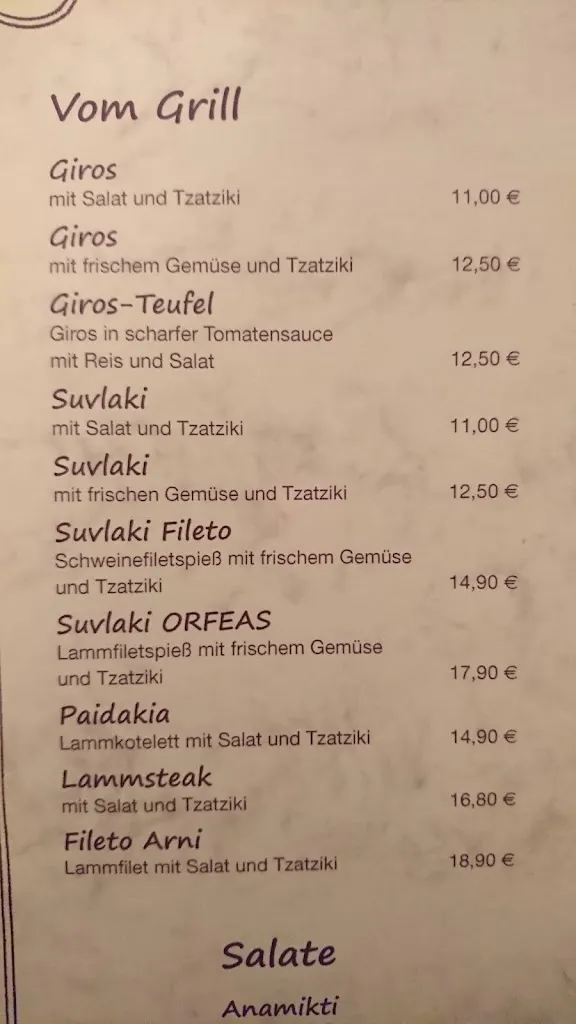 Vom Grill
Giros
mit Salat und Tzatziki 11,00 €
Giros
mit frischem Gemüse und Tzatziki 12,50 €
Giros-Teufel
Giros in scharfer Tomatensauce
mit Reis und Salat 12,50 €
Suvlaki
mit Salat und Tzatziki 11,00 €
Suvlaki
mit frischen Gemüse und Tzatziki 12,50 €
Suvlaki Fileto
Schweinefiletspieß mit frischem Gemüse
und Tzatziki 14,90 €
Suvlaki ORFEAS
Lammfiletspieß mit frischem Gemüse
und Tzatziki 17,90 €
Paidakia
Lammkotelett mit Salat und Tzatziki 14,90 €
Lammsteak
mit Salat und Tzatziki 16,80 €
Fileto Arni
Lammfilet mit Salat und Tzatziki 18,90 €
Salate
Anamikti